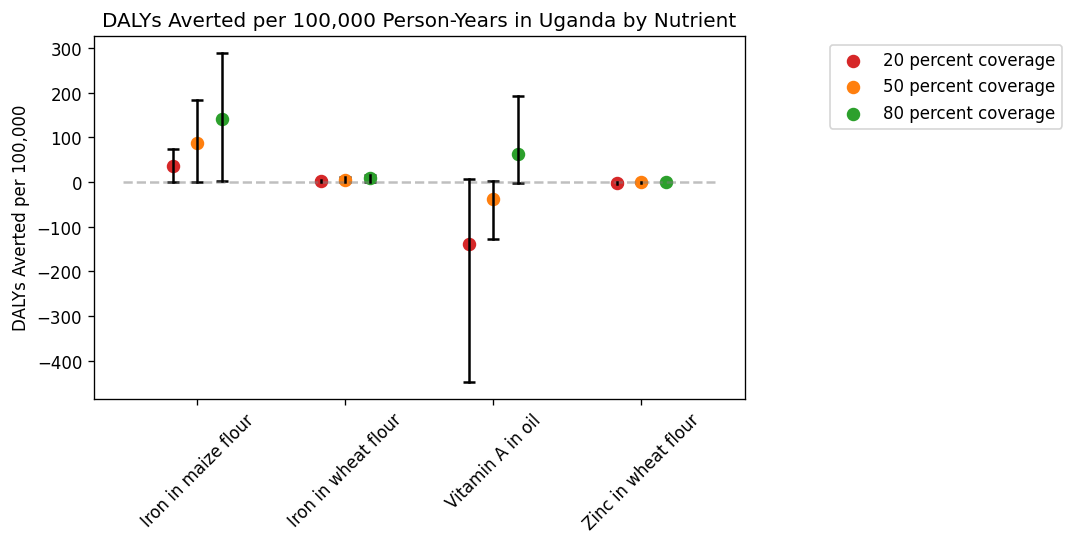 DALYs Averted per 100,000 Person-Years in Uganda by Nutrient
DALYs Averted per 100,000
300
200
100
0
−100
−200
−300
−400
Iron in maize flour
Iron in wheat flour
Vitamin A in oil
Zinc in wheat flour
20 percent coverage
50 percent coverage
80 percent coverage